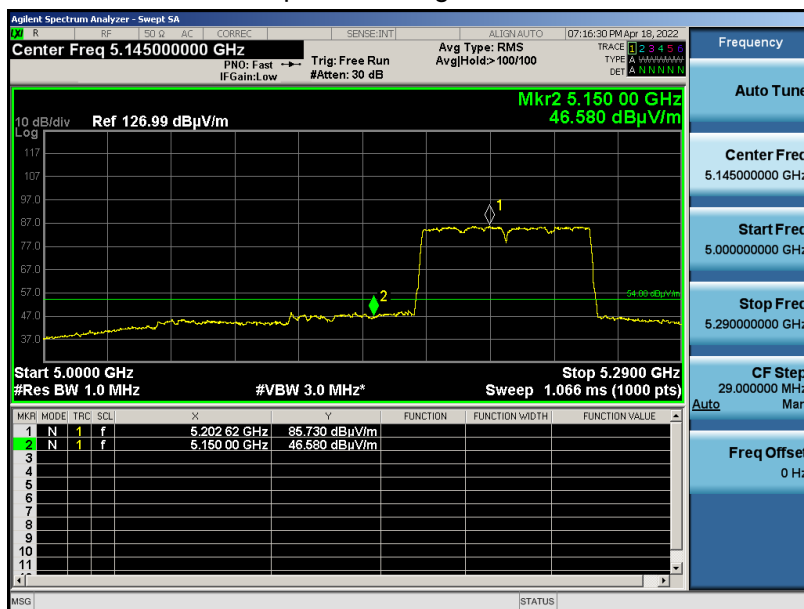 Agilent Spectrum Analyzer - Swept SA
LXI R RF 50 Ω AC CORREC SENSE:INT ALIGN AUTO 07:16:30 PM Apr 18, 2022
Center Freq 5.145000000 GHz
PNO: Fast
IFGain:Low
Trig: Free Run
#Atten: 30 dB
Avg Type: RMS
Avg|Hold:>100/100
TRACE 1 2 3 4 5 6
TYPE A WWWWW
DET A N N N N N
Mkr2 5.150 00 GHz
46.580 dBµV/m
10 dB/div Ref 126.99 dBµV/m
Log
117
107
97.0
87.0
77.0
67.0
57.0
47.0
37.0
1
2
54.00 dBµV/m
Start 5.0000 GHz Stop 5.2900 GHz
#Res BW 1.0 MHz #VBW 3.0 MHz* Sweep 1.066 ms (1000 pts)
MKR MODE TRC SCL X Y FUNCTION FUNCTION WIDTH FUNCTION VALUE
1 N 1 f 5.202 62 GHz 85.730 dBµV/m
2 N 1 f 5.150 00 GHz 46.580 dBµV/m
3
4
5
6
7
8
9
10
11
MSG STATUS
Frequency
Auto Tune
Center Freq
5.145000000 GHz
Start Freq
5.000000000 GHz
Stop Freq
5.290000000 GHz
CF Step
29.000000 MHz
Auto Man
Freq Offset
0 Hz